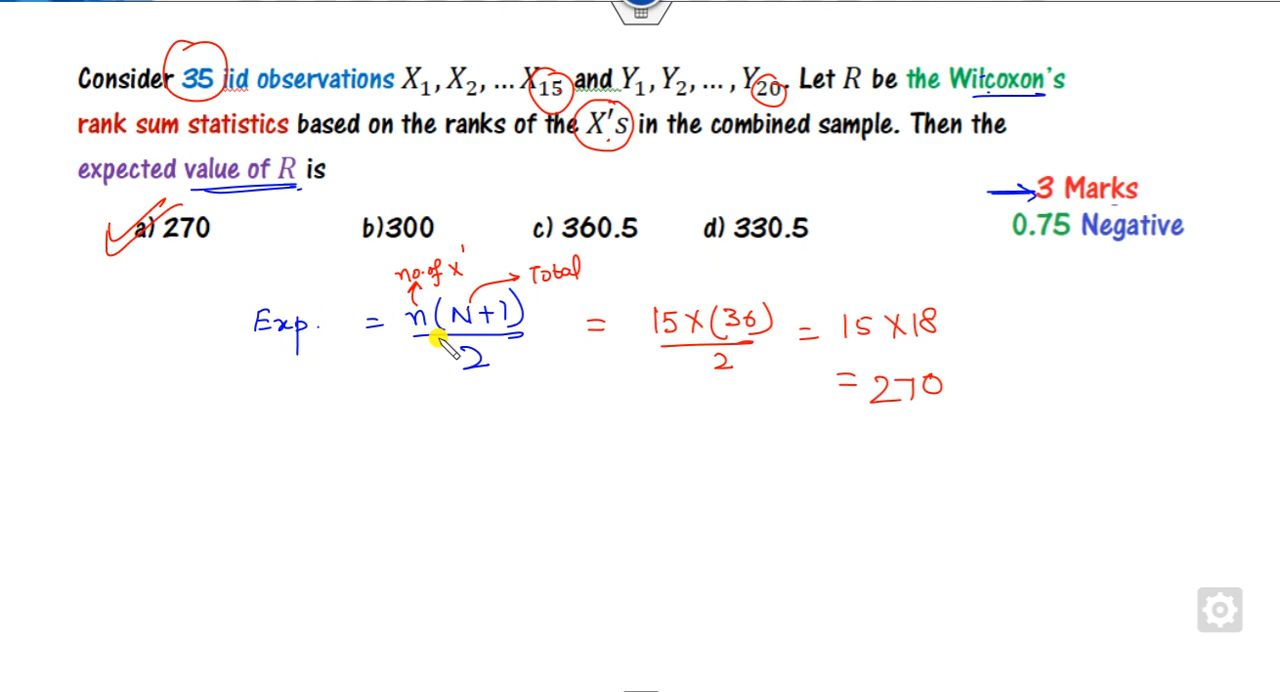 Consider 35 iid observations X₁, X₂, … X₁₅ and Y₁, Y₂, … , Y₂₀. Let R be the Wilcoxon's
rank sum statistics based on the ranks of the X's in the combined sample. Then the
expected value of R is
3 Marks
a) 270 b)300 c) 360.5 d) 330.5
0.75 Negative
no. of x' Total
Exp. = n(N+1)/2 = 15×(36)/2 = 15×18
= 270